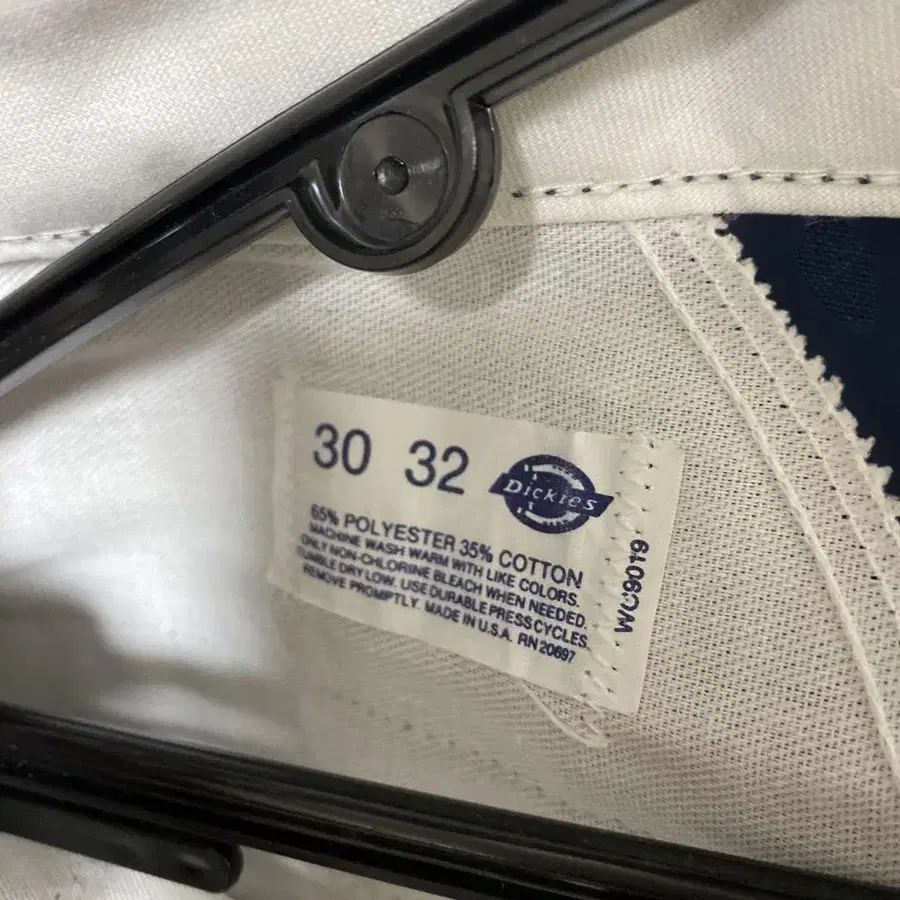 30 32
Dickies
65% POLYESTER 35% COTTON
MACHINE WASH WARM WITH LIKE COLORS.
ONLY NON-CHLORINE BLEACH WHEN NEEDED.
TUMBLE DRY LOW. USE DURABLE PRESS CYCLES.
REMOVE PROMPTLY. MADE IN U.S.A. RN 20697
WC9019